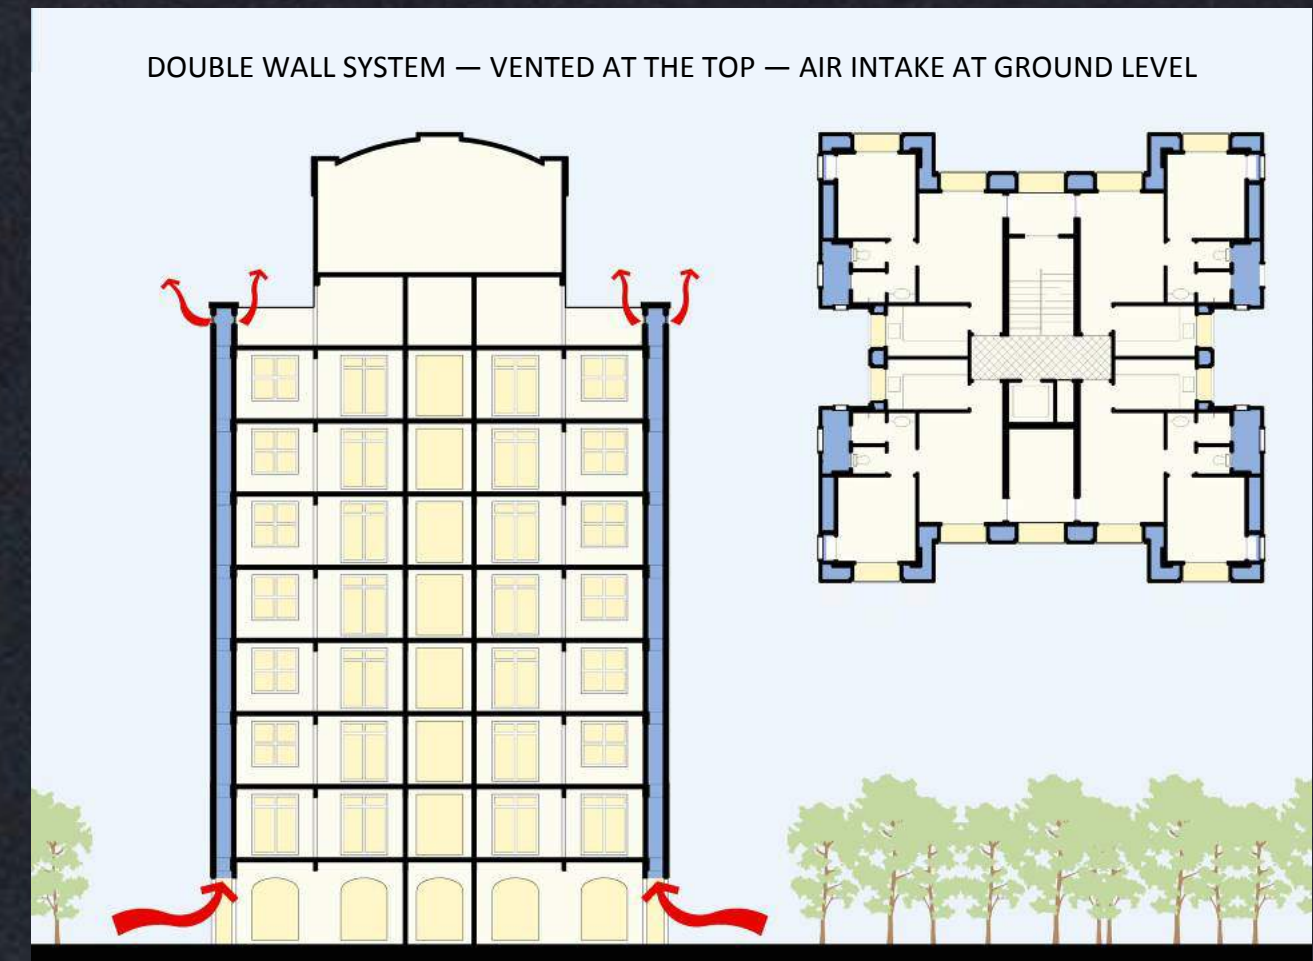 DOUBLE WALL SYSTEM — VENTED AT THE TOP — AIR INTAKE AT GROUND LEVEL